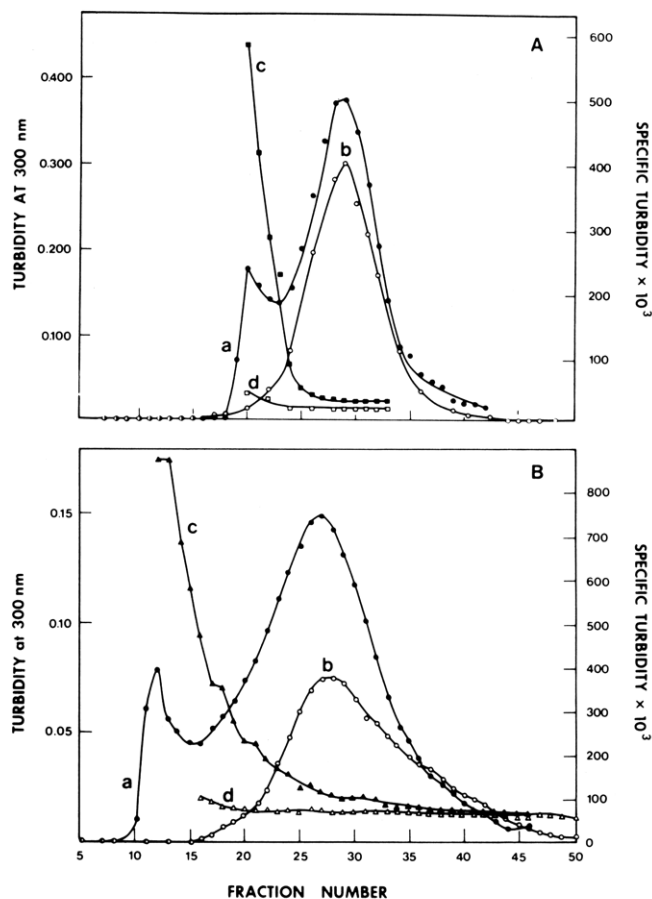 A
TURBIDITY AT 300 nm
0.400
0.300
0.200
0.100
600
500
400
300
200
100
SPECIFIC TURBIDITY × 10³
c
b
a
d
B
TURBIDITY at 300 nm
0.15
0.10
0.05
800
700
600
500
400
300
200
100
0
SPECIFIC TURBIDITY × 10³
c
b
a
d
5 10 15 20 25 30 35 40 45 50
FRACTION NUMBER